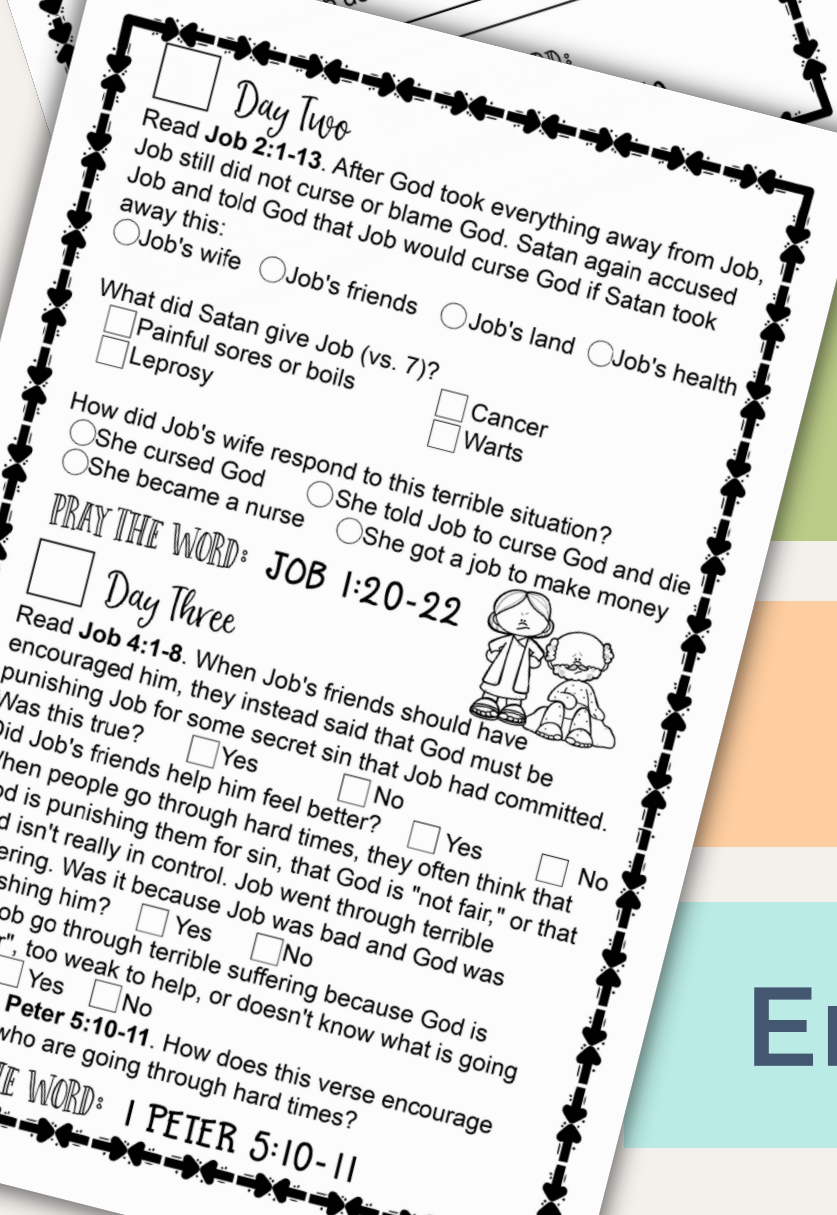 Day Two
Read Job 2:1-13. After God took everything away from Job,
Job still did not curse or blame God. Satan again accused
Job and told God that Job would curse God if Satan took
away this:
Job's wife Job's friends Job's land Job's health
What did Satan give Job (vs. 7)?
Painful sores or boils Cancer
Leprosy Warts
How did Job's wife respond to this terrible situation?
She cursed God She told Job to curse God and die
She became a nurse She got a job to make money
PRAY THE WORD: JOB 1:20-22
Day Three
Read Job 4:1-8. When Job's friends should have
encouraged him, they instead said that God must be
punishing Job for some secret sin that Job had committed.
Was this true? Yes No
Did Job's friends help him feel better? Yes No
When people go through hard times, they often think that
is punishing them for sin, that God is "not fair," or that
isn't really in control. Job went through terrible
Was it because Job was bad and God was
him? Yes No
go through terrible suffering because God is
too weak to help, or doesn't know what is going
Yes No
Peter 5:10-11. How does this verse encourage
who are going through hard times?
WORD: 1 PETER 5:10-11